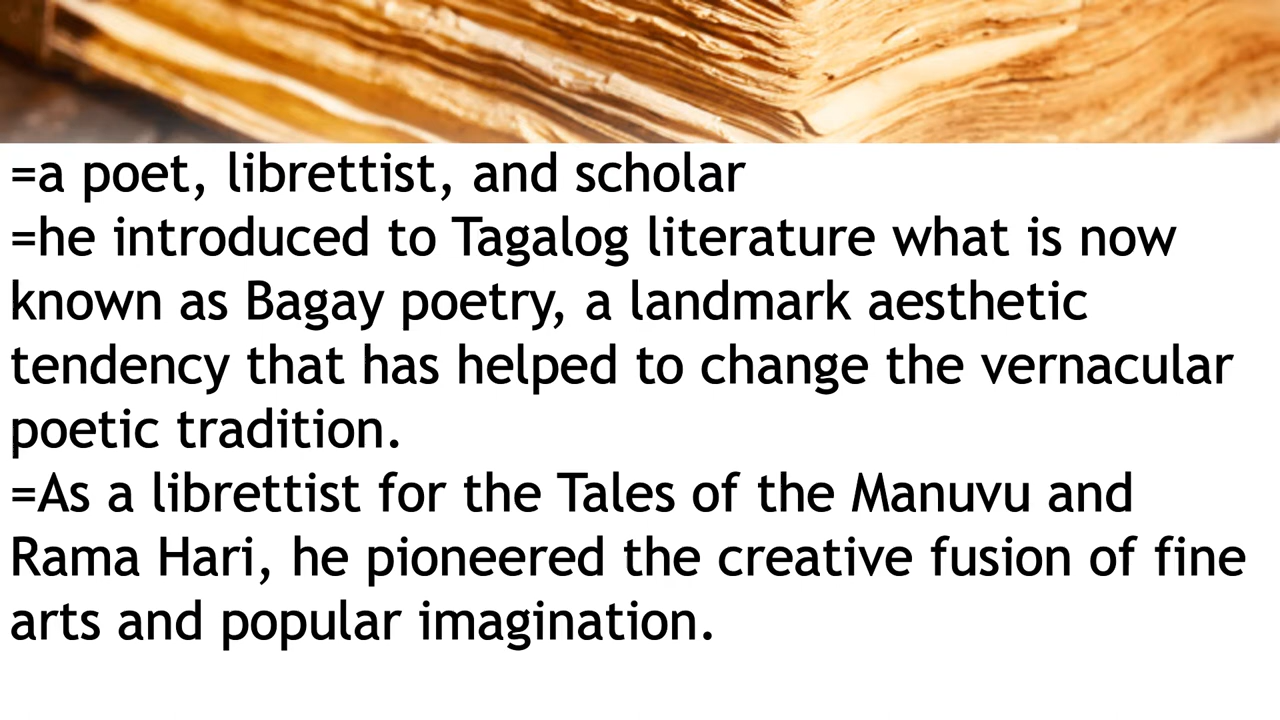 =a poet, librettist, and scholar
=he introduced to Tagalog literature what is now
known as Bagay poetry, a landmark aesthetic
tendency that has helped to change the vernacular
poetic tradition.
=As a librettist for the Tales of the Manuvu and
Rama Hari, he pioneered the creative fusion of fine
arts and popular imagination.